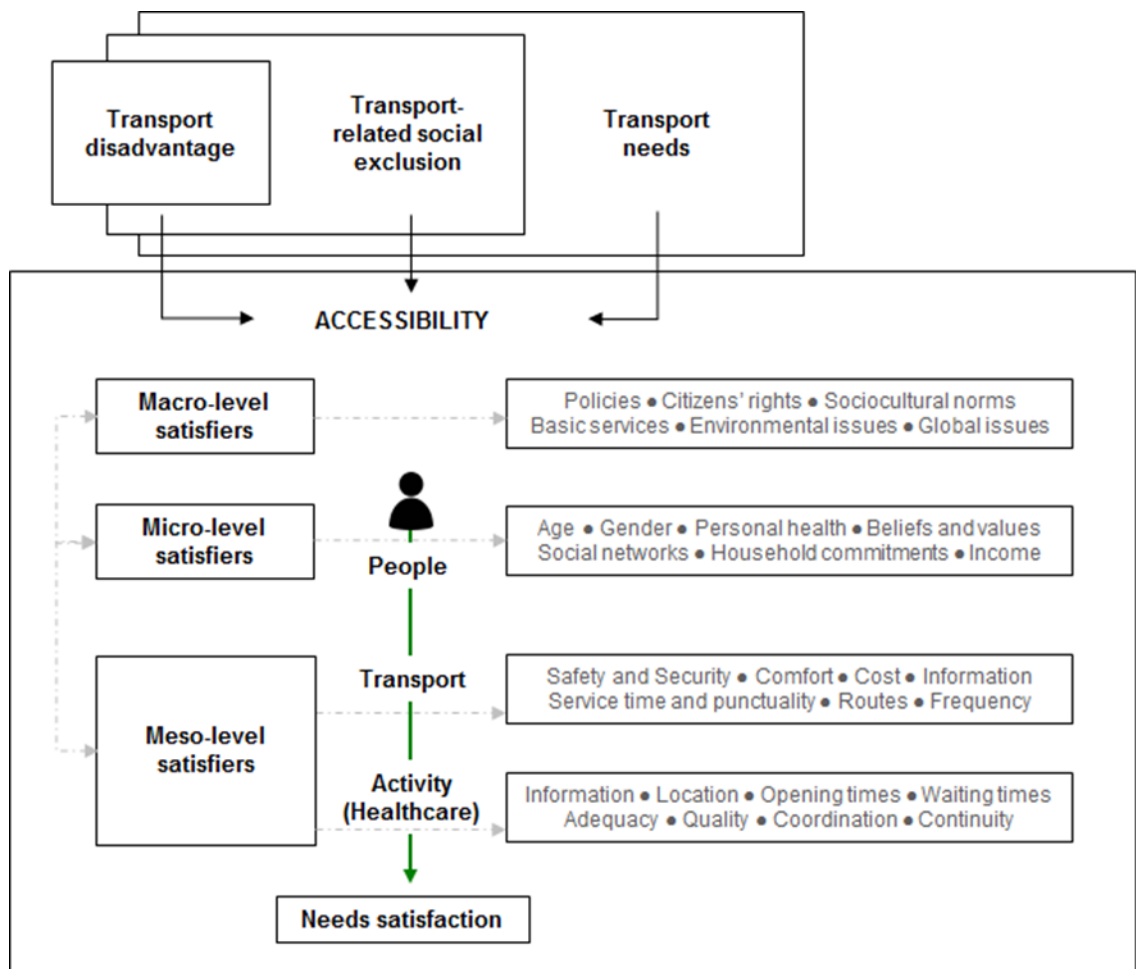 Transport
disadvantage
Transport-
related social
exclusion
Transport
needs
ACCESSIBILITY
Macro-level
satisfiers
Policies ● Citizens' rights ● Sociocultural norms
Basic services ● Environmental issues ● Global issues
Micro-level
satisfiers
People
Age ● Gender ● Personal health ● Beliefs and values
Social networks ● Household commitments ● Income
Meso-level
satisfiers
Transport
Safety and Security ● Comfort ● Cost ● Information
Service time and punctuality ● Routes ● Frequency
Activity
(Healthcare)
Information ● Location ● Opening times ● Waiting times
Adequacy ● Quality ● Coordination ● Continuity
Needs satisfaction